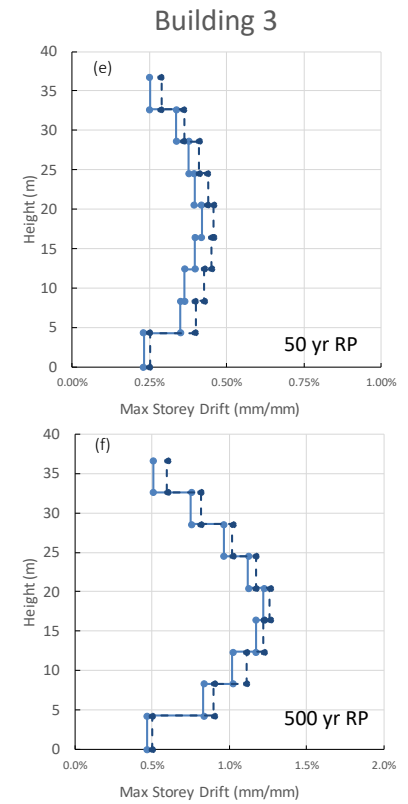 Building 3
(e)
40
35
30
25
20
15
10
5
0
Height (m)
50 yr RP
0.00% 0.25% 0.50% 0.75% 1.00%
Max Storey Drift (mm/mm)
(f)
40
35
30
25
20
15
10
5
0
Height (m)
500 yr RP
0.0% 0.5% 1.0% 1.5% 2.0%
Max Storey Drift (mm/mm)